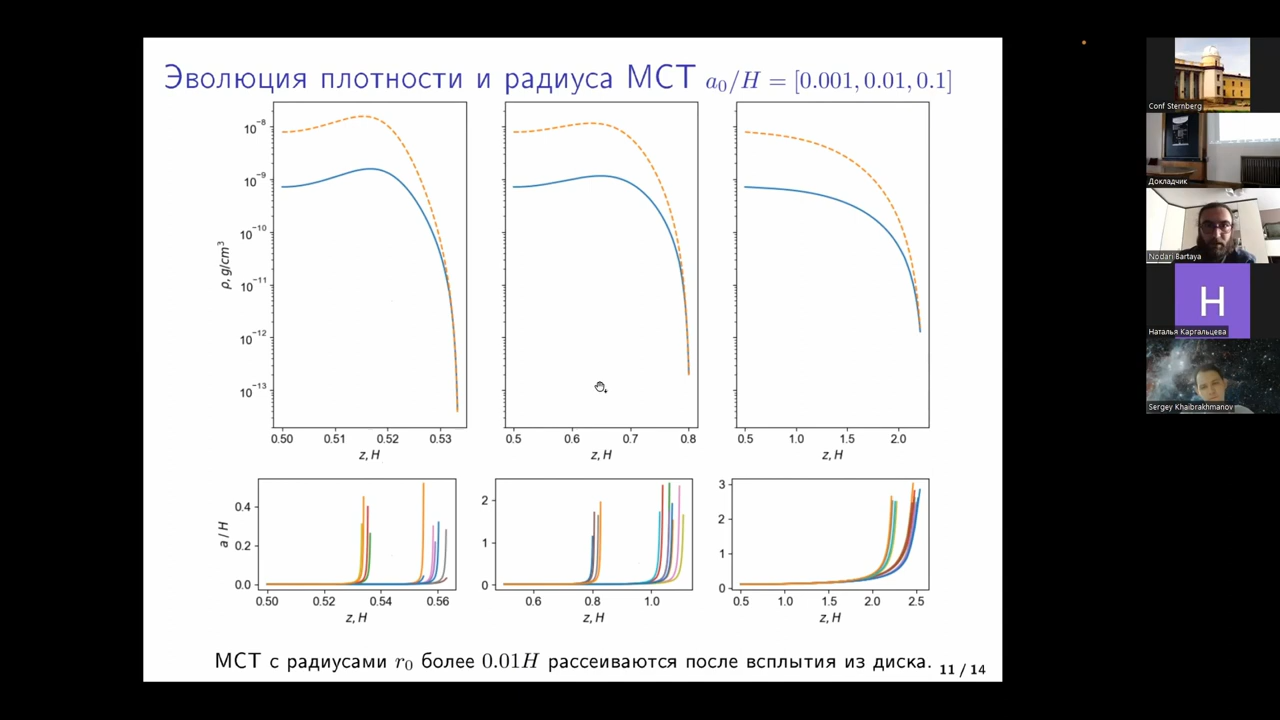 Эволюция плотности и радиуса МСТ a₀/H = [0.001, 0.01, 0.1]
10⁻⁸
10⁻⁹
10⁻¹⁰
10⁻¹¹
10⁻¹²
10⁻¹³
ρ, g/cm³
0.50 0.51 0.52 0.53
z, H
0.5 0.6 0.7 0.8
z, H
0.5 1.0 1.5 2.0
z, H
0.4
0.2
0.0
a / H
0.50 0.52 0.54 0.56
z, H
2
1
0
0.6 0.8 1.0
z, H
3
2
1
0
0.5 1.0 1.5 2.0 2.5
z, H
МСТ с радиусами r₀ более 0.01H рассеиваются после всплытия из диска.
11 / 14
Conf Sternberg
Докладчик
Nodari Bartaya
H
Наталья Каргальцева
Sergey Khaibrakhmanov